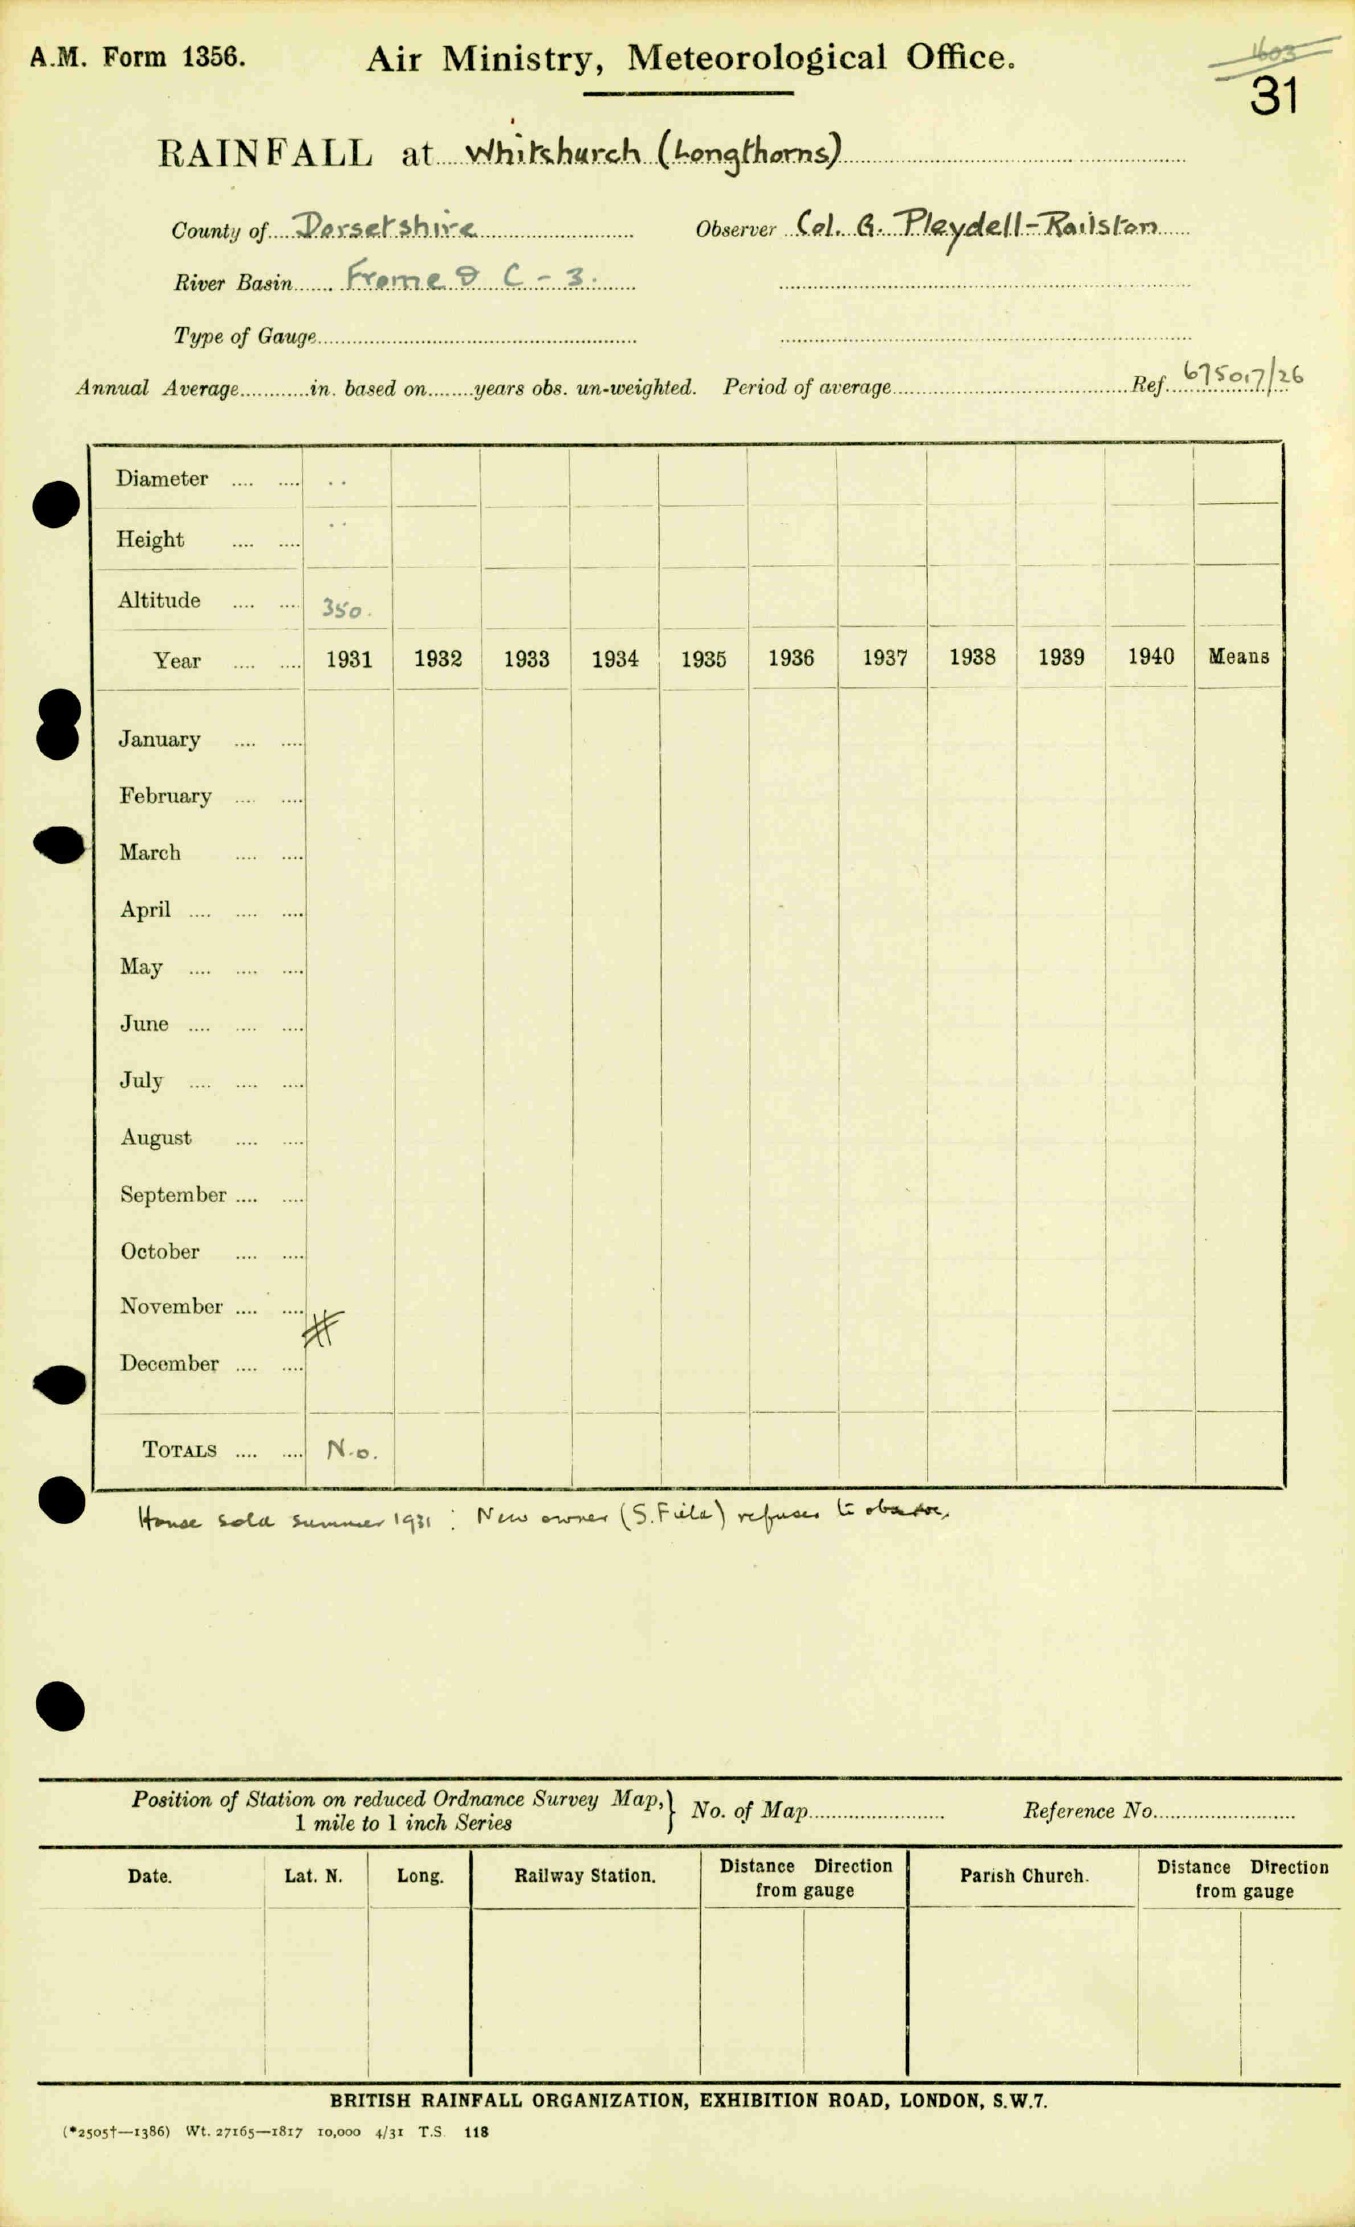 A.M. Form 1356. Air Ministry, Meteorological Office. 1603
31
RAINFALL at Whitchurch (Longthorns)
County of Dorsetshire Observer Col. G. Pleydell-Railston
River Basin Frome & C - 3.
Type of Gauge
Annual Average in. based on years obs. un-weighted. Period of average Ref. 675017/26
Diameter
Height
Altitude 350.
Year 1931 1932 1933 1934 1935 1936 1937 1938 1939 1940 Means
January
February
March
April
May
June
July
August
September
October
November
December
TOTALS N.o.
House sold summer 1931 : New owner (S. Field) refuses to observe.
Position of Station on reduced Ordnance Survey Map, 1 mile to 1 inch Series } No. of Map Reference No.
Date. Lat. N. Long. Railway Station. Distance Direction from gauge Parish Church. Distance Direction from gauge
BRITISH RAINFALL ORGANIZATION, EXHIBITION ROAD, LONDON, S.W.7.
(*2505†—1386) Wt. 27165—1817 10,000 4/31 T.S. 118